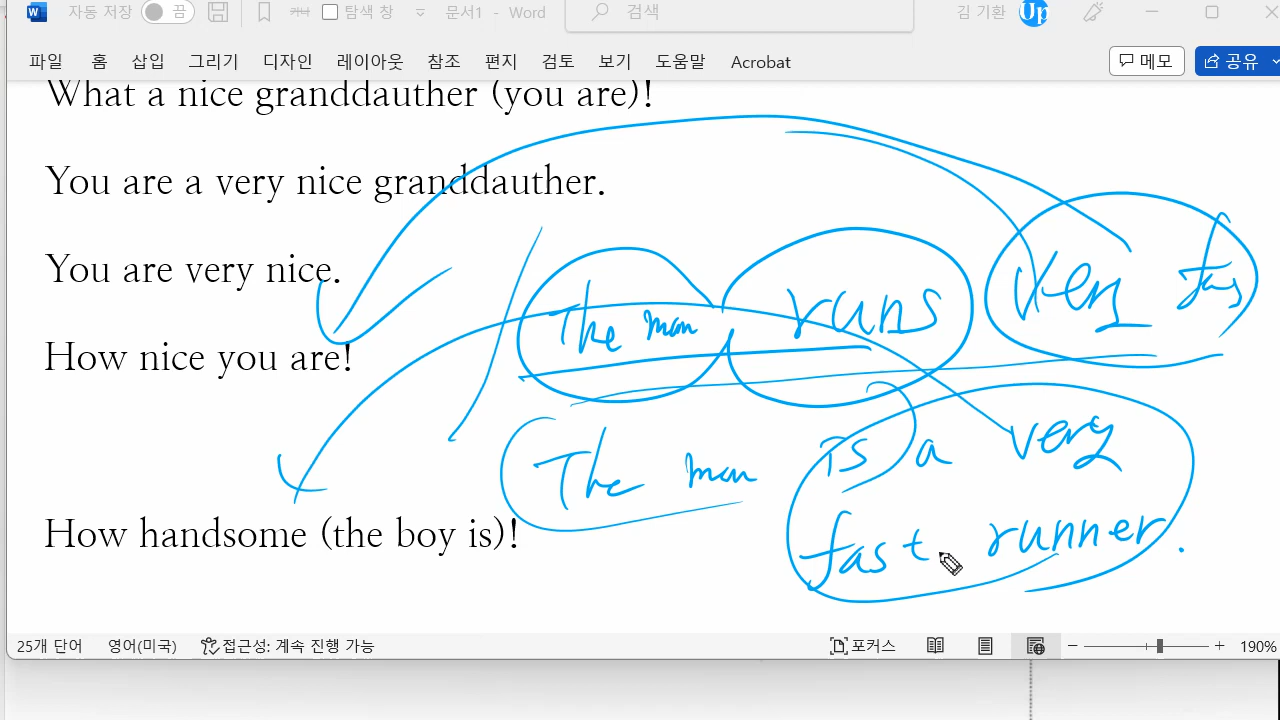 자동 저장 끔 탐색 창 문서1 - Word 검색 김 기환 Up
파일 홈 삽입 그리기 디자인 레이아웃 참조 편지 검토 보기 도움말 Acrobat 메모 공유
What a nice granddauther (you are)!
You are a very nice granddauther.
You are very nice.
The man runs very
How nice you are!
The man is a very
fast runner.
How handsome (the boy is)!
25개 단어 영어(미국) 접근성: 계속 진행 가능 포커스 190%